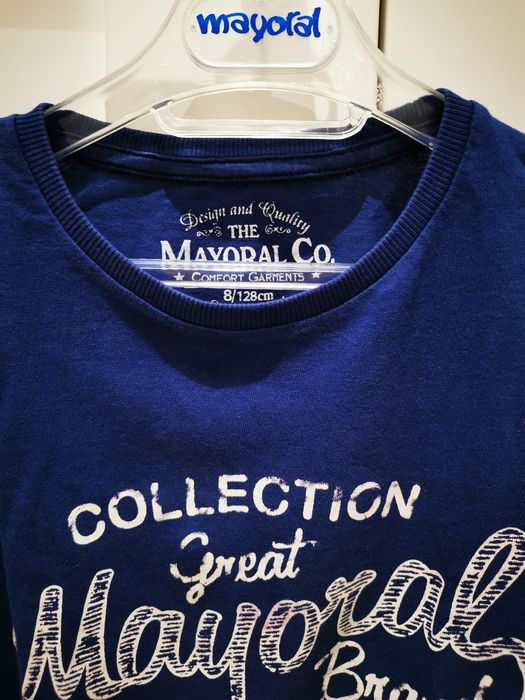 mayoral
Design and Quality
THE
MAYORAL CO.
★ COMFORT GARMENTS ★
8/128cm
COLLECTION
Great
Mayoral